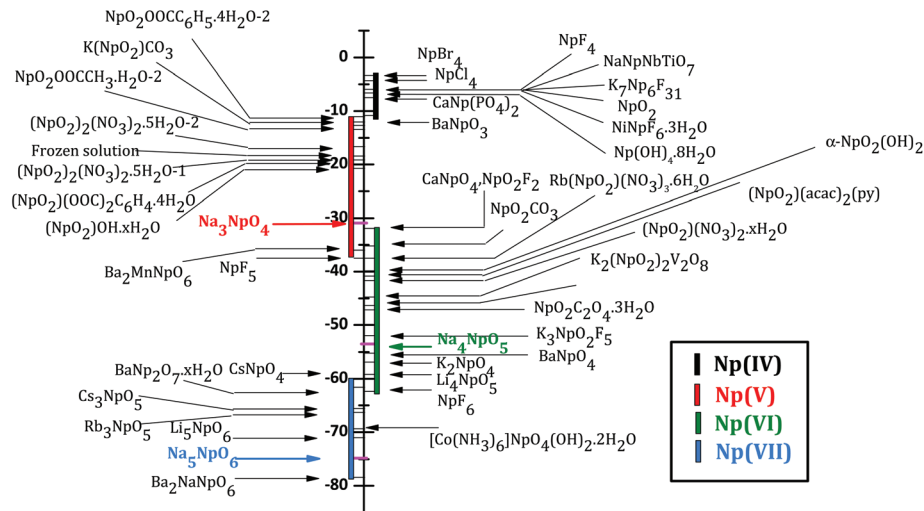 NpO2OOCC6H5.4H2O-2
K(NpO2)CO3
NpO2OOCCH3.H2O-2
(NpO2)2(NO3)2.5H2O-2
Frozen solution
(NpO2)2(NO3)2.5H2O-1
(NpO2)(OOC)2C6H4.4H2O
(NpO2)OH.xH2O
Na3NpO4
Ba2MnNpO6
NpF5
BaNp2O7.xH2O
CsNpO4
Cs3NpO5
Rb3NpO5
Li5NpO6
Na5NpO6
Ba2NaNpO6
0
-10
-20
-30
-40
-50
-60
-70
-80
NpBr4
NpCl4
CaNp(PO4)2
BaNpO3
NpF4
NaNpNbTiO7
K7Np6F31
NpO2
NiNpF6.3H2O
Np(OH)4.8H2O
α-NpO2(OH)2
CaNpO4,NpO2F2
Rb(NpO2)(NO3)3.6H2O
(NpO2)(acac)2(py)
NpO2CO3
(NpO2)(NO3)2.xH2O
K2(NpO2)2V2O8
NpO2C2O4.3H2O
K3NpO2F5
Na4NpO5
BaNpO4
K2NpO4
Li4NpO5
NpF6
[Co(NH3)6]NpO4(OH)2.2H2O
Np(IV)
Np(V)
Np(VI)
Np(VII)